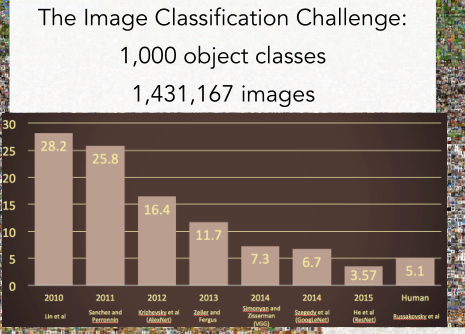 The Image Classification Challenge:
1,000 object classes
1,431,167 images
30
25
20
15
10
5
0
28.2
25.8
16.4
11.7
7.3
6.7
3.57
5.1
2010
2011
2012
2013
2014
2014
2015
Human
Lin et al
Sanchez and
Perronnin
Krizhevsky et al
(AlexNet)
Zeiler and
Fergus
Simonyan and
Zisserman
(VGG)
Szegedy et al
(GoogLeNet)
He et al
(ResNet)
Russakovsky et al